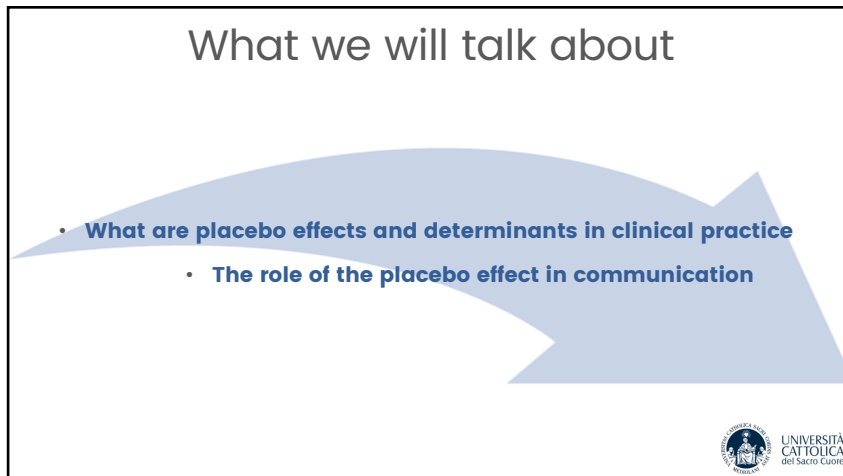 What we will talk about
• What are placebo effects and determinants in clinical practice
• The role of the placebo effect in communication
UNIVERSITÀ
CATTOLICA
del Sacro Cuore